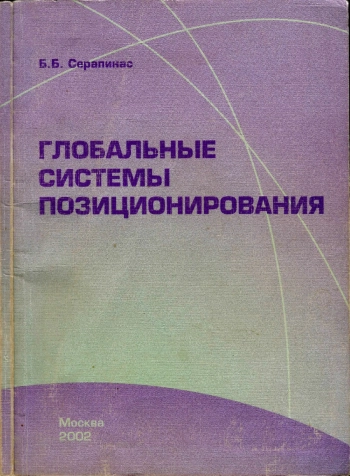 Б.Б. Серапинас
ГЛОБАЛЬНЫЕ
СИСТЕМЫ
ПОЗИЦИОНИРОВАНИЯ
Москва
2002